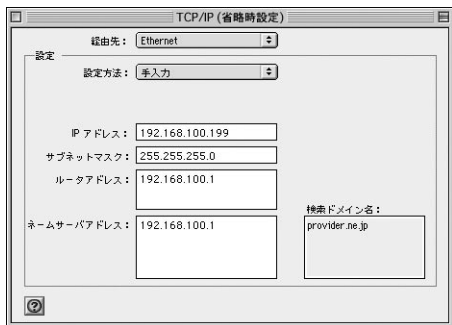 TCP/IP (省略時設定)
経由先： Ethernet
設定
設定方法： 手入力
IP アドレス： 192.168.100.199
サブネットマスク： 255.255.255.0
ルータアドレス： 192.168.100.1
検索ドメイン名：
ネームサーバアドレス： 192.168.100.1
provider.ne.jp
?